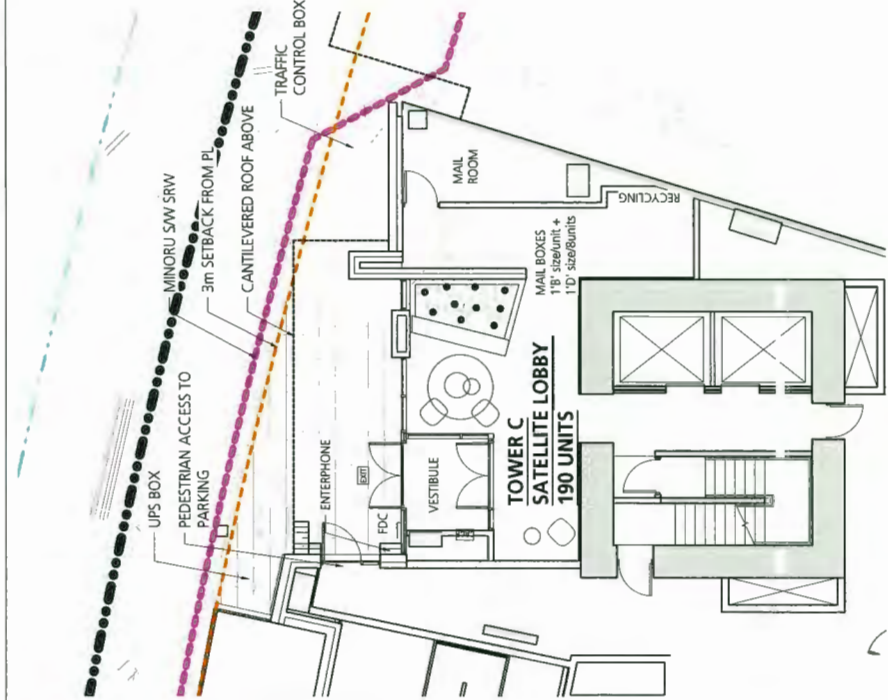 TRAFFIC
CONTROL BOX
MINORU S/W SRW
3m SETBACK FROM PL
CANTILEVERED ROOF ABOVE
UPS BOX
PEDESTRIAN ACCESS TO
PARKING
ENTERPHONE
EXIT
FDC
VESTIBULE
MAIL
ROOM
RECYCLING
MAIL BOXES
1"B' size/unit +
1'D' size/8units
TOWER C
SATELLITE LOBBY
190 UNITS